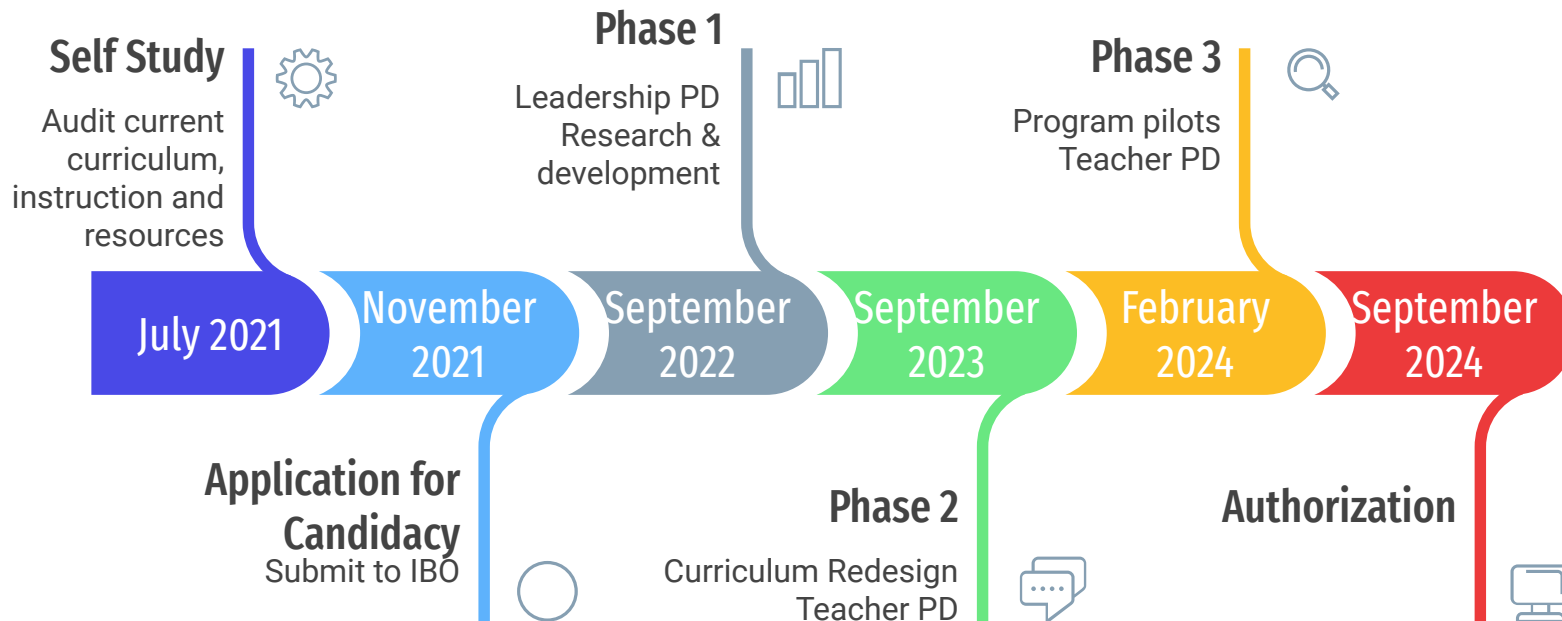 Self Study
Audit current
curriculum,
instruction and
resources
Phase 1
Leadership PD
Research &
development
Phase 3
Program pilots
Teacher PD
July 2021
November
2021
September
2022
September
2023
February
2024
September
2024
Application for
Candidacy
Submit to IBO
Phase 2
Curriculum Redesign
Teacher PD
Authorization